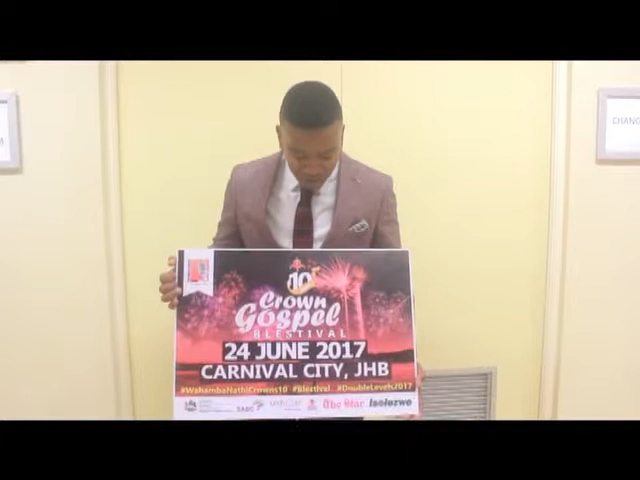 10
Crown
Gospel
BLESTIVAL
24 JUNE 2017
CARNIVAL CITY, JHB
#WahambaNathiCrowns10 #Blestival #DoubleLevels2017
SABC
The Star
Isolezwe
CHANG